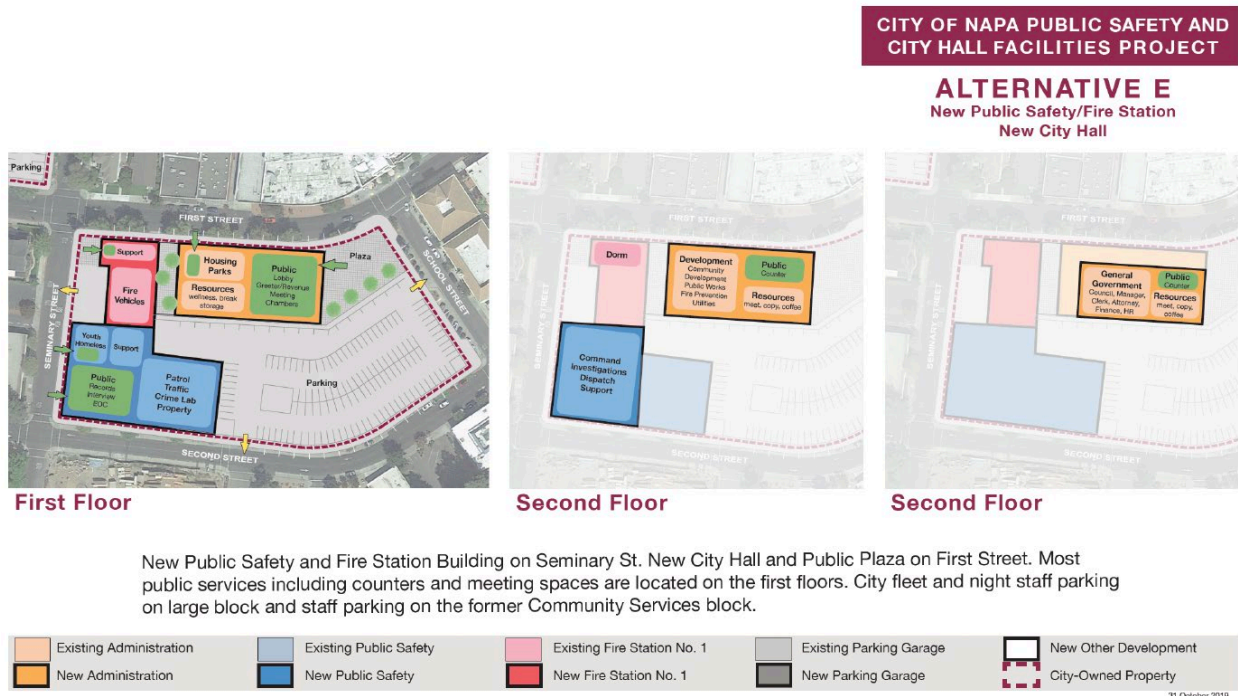 CITY OF NAPA PUBLIC SAFETY AND
CITY HALL FACILITIES PROJECT
ALTERNATIVE E
New Public Safety/Fire Station
New City Hall
Parking
FIRST STREET
SCHOOL STREET
SEMINARY STREET
SECOND STREET
Support
Fire
Vehicles
Housing
Parks
Resources
wellness, break
storage
Public
Lobby
Greeter/Revenue
Meeting
Chambers
Plaza
Youth
Homeless
Support
Public
Records
Interview
EOC
Patrol
Traffic
Crime Lab
Property
Parking
First Floor
FIRST STREET
Dorm
Development
Community
Development
Public Works
Fire Prevention
Utilities
Public
Counter
Resources
meet, copy, coffee
Command
Investigations
Dispatch
Support
SECOND STREET
Second Floor
FIRST STREET
General
Government
Council, Manager,
Clerk, Attorney,
Finance, HR
Public
Counter
Resources
meet, copy,
coffee
SECOND STREET
Second Floor
New Public Safety and Fire Station Building on Seminary St. New City Hall and Public Plaza on First Street. Most
public services including counters and meeting spaces are located on the first floors. City fleet and night staff parking
on large block and staff parking on the former Community Services block.
Existing Administration
Existing Public Safety
Existing Fire Station No. 1
Existing Parking Garage
New Other Development
New Administration
New Public Safety
New Fire Station No. 1
New Parking Garage
City-Owned Property
31 October 2019